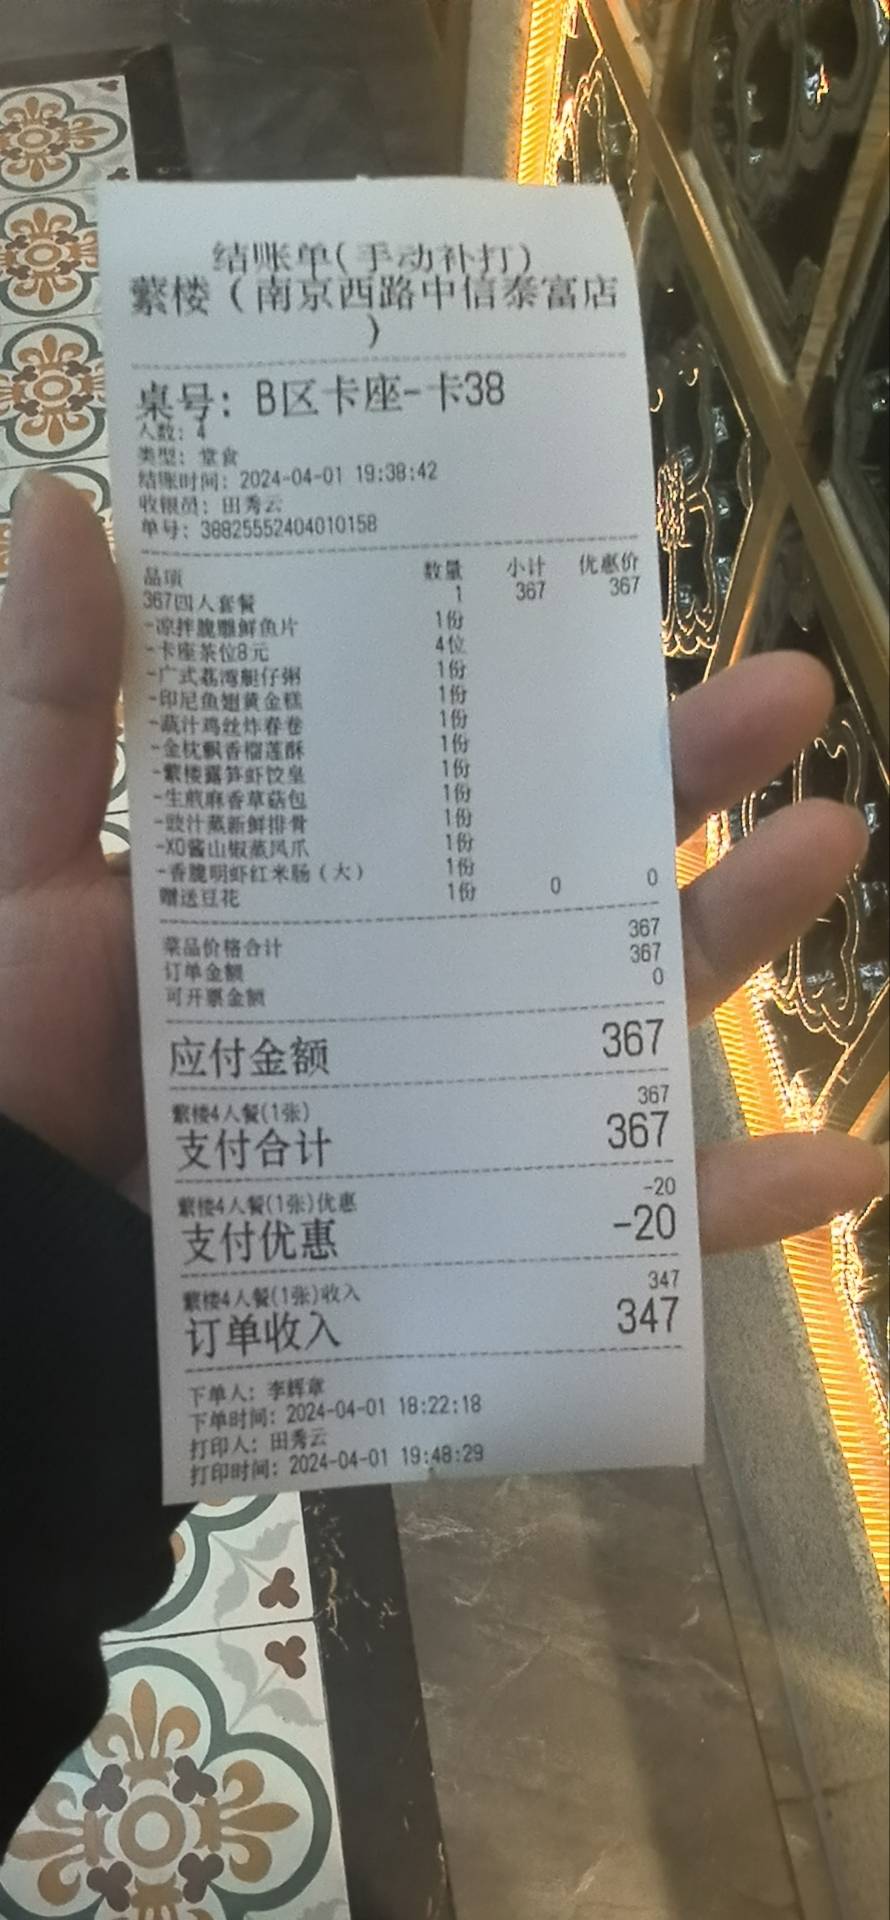 结账单(手动补打)
蘩楼(南京西路中信泰富店
)
桌号: B区卡座-卡38
人数: 4
类型: 堂食
结账时间: 2024-04-01 19:38:42
收银员: 田秀云
单号: 388255552404010158
品项 数量 小计 优惠价
367四人套餐 1 367 367
-凉拌脆雕鲜鱼片 1份
-卡座茶位8元 4位
-广式荔湾艇仔粥 1份
-印尼鱼翅黄金糕 1份
-蔬汁鸡丝炸春卷 1份
-金枕飘香榴莲酥 1份
-蘩楼露笋虾饺皇 1份
-生煎麻香草菇包 1份
-豉汁蒸新鲜排骨 1份
-XO酱山椒蒸凤爪 1份
-香脆明虾红米肠(大) 1份
赠送豆花 1份 0 0
菜品价格合计 367
订单金额 367
可开票金额 0
应付金额 367
蘩楼4人餐(1张) 367
支付合计 367
蘩楼4人餐(1张)优惠 -20
支付优惠 -20
蘩楼4人餐(1张)收入 347
订单收入 347
下单人: 李辉章
下单时间: 2024-04-01 18:22:18
打印人: 田秀云
打印时间: 2024-04-01 19:48:29